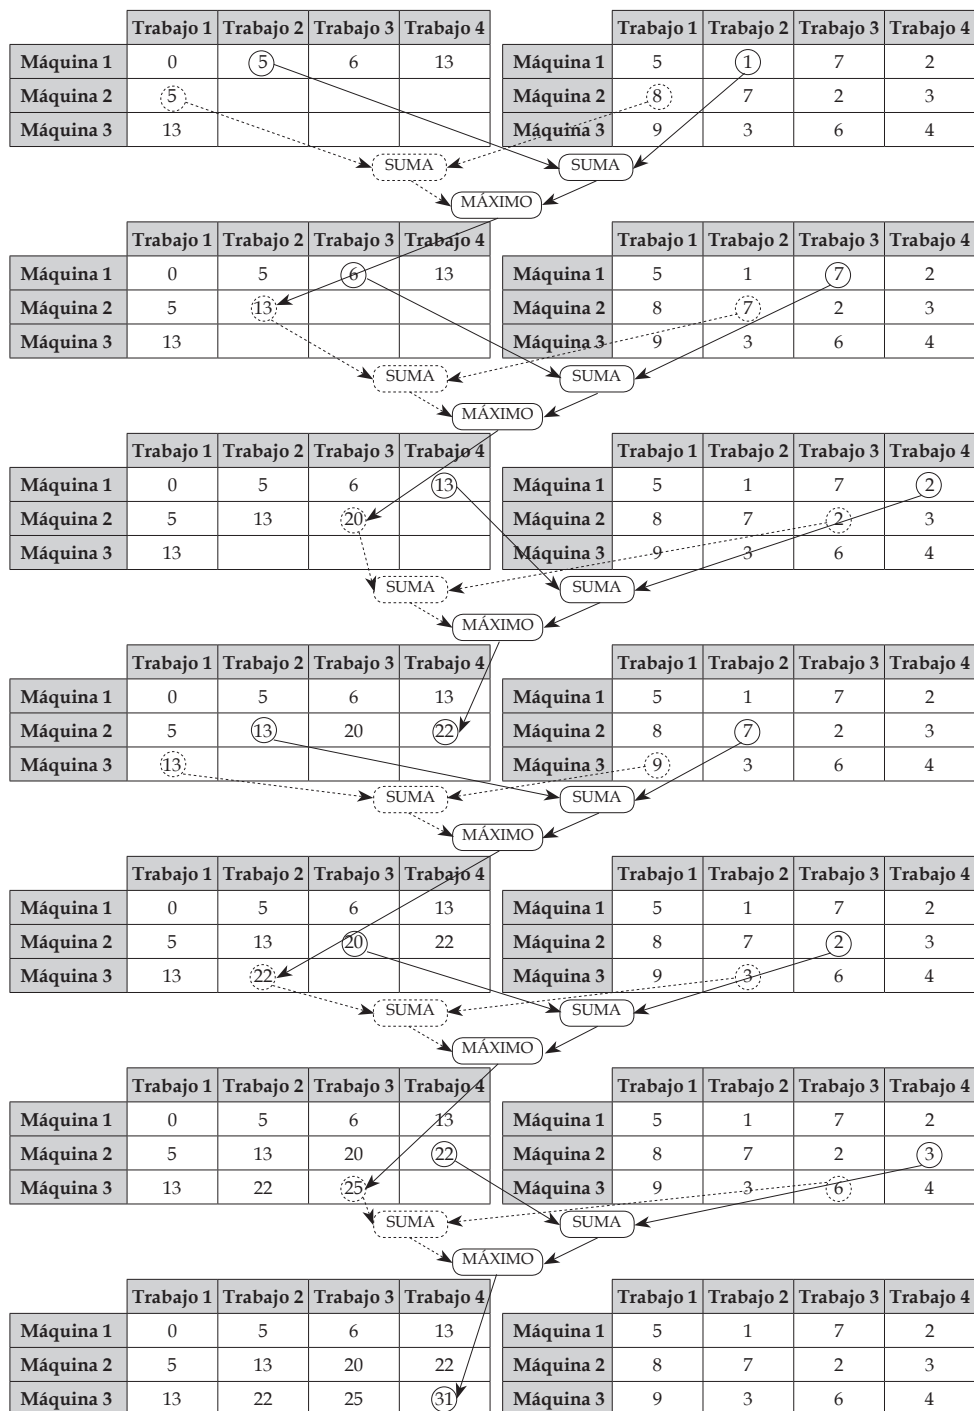 Trabajo 1 Trabajo 2 Trabajo 3 Trabajo 4 Trabajo 1 Trabajo 2 Trabajo 3 Trabajo 4
Máquina 1 0 5 6 13 Máquina 1 5 1 7 2
Máquina 2 5 Máquina 2 8 7 2 3
Máquina 3 13 Máquina 3 9 3 6 4
SUMA SUMA
MÁXIMO
Trabajo 1 Trabajo 2 Trabajo 3 Trabajo 4 Trabajo 1 Trabajo 2 Trabajo 3 Trabajo 4
Máquina 1 0 5 6 13 Máquina 1 5 1 7 2
Máquina 2 5 13 Máquina 2 8 7 2 3
Máquina 3 13 Máquina 3 9 3 6 4
SUMA SUMA
MÁXIMO
Trabajo 1 Trabajo 2 Trabajo 3 Trabajo 4 Trabajo 1 Trabajo 2 Trabajo 3 Trabajo 4
Máquina 1 0 5 6 13 Máquina 1 5 1 7 2
Máquina 2 5 13 20 Máquina 2 8 7 2 3
Máquina 3 13 Máquina 3 9 3 6 4
SUMA SUMA
MÁXIMO
Trabajo 1 Trabajo 2 Trabajo 3 Trabajo 4 Trabajo 1 Trabajo 2 Trabajo 3 Trabajo 4
Máquina 1 0 5 6 13 Máquina 1 5 1 7 2
Máquina 2 5 13 20 22 Máquina 2 8 7 2 3
Máquina 3 13 Máquina 3 9 3 6 4
SUMA SUMA
MÁXIMO
Trabajo 1 Trabajo 2 Trabajo 3 Trabajo 4 Trabajo 1 Trabajo 2 Trabajo 3 Trabajo 4
Máquina 1 0 5 6 13 Máquina 1 5 1 7 2
Máquina 2 5 13 20 22 Máquina 2 8 7 2 3
Máquina 3 13 22 Máquina 3 9 3 6 4
SUMA SUMA
MÁXIMO
Trabajo 1 Trabajo 2 Trabajo 3 Trabajo 4 Trabajo 1 Trabajo 2 Trabajo 3 Trabajo 4
Máquina 1 0 5 6 13 Máquina 1 5 1 7 2
Máquina 2 5 13 20 22 Máquina 2 8 7 2 3
Máquina 3 13 22 25 Máquina 3 9 3 6 4
SUMA SUMA
MÁXIMO
Trabajo 1 Trabajo 2 Trabajo 3 Trabajo 4 Trabajo 1 Trabajo 2 Trabajo 3 Trabajo 4
Máquina 1 0 5 6 13 Máquina 1 5 1 7 2
Máquina 2 5 13 20 22 Máquina 2 8 7 2 3
Máquina 3 13 22 25 31 Máquina 3 9 3 6 4